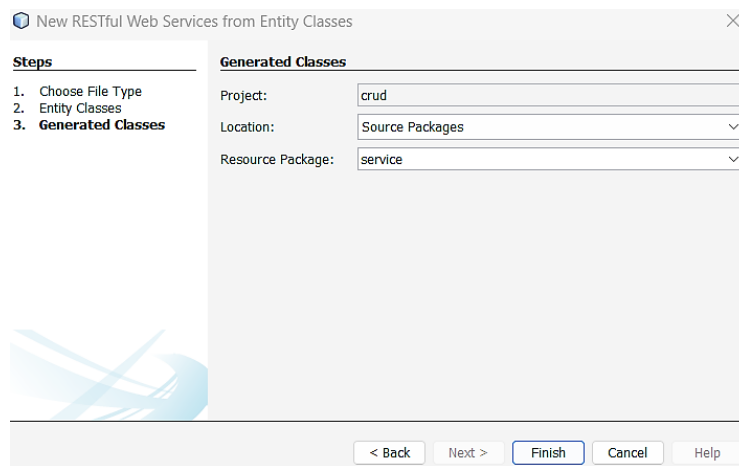 New RESTful Web Services from Entity Classes
Steps
1. Choose File Type
2. Entity Classes
3. Generated Classes
Generated Classes
Project: crud
Location: Source Packages
Resource Package: service
< Back Next > Finish Cancel Help